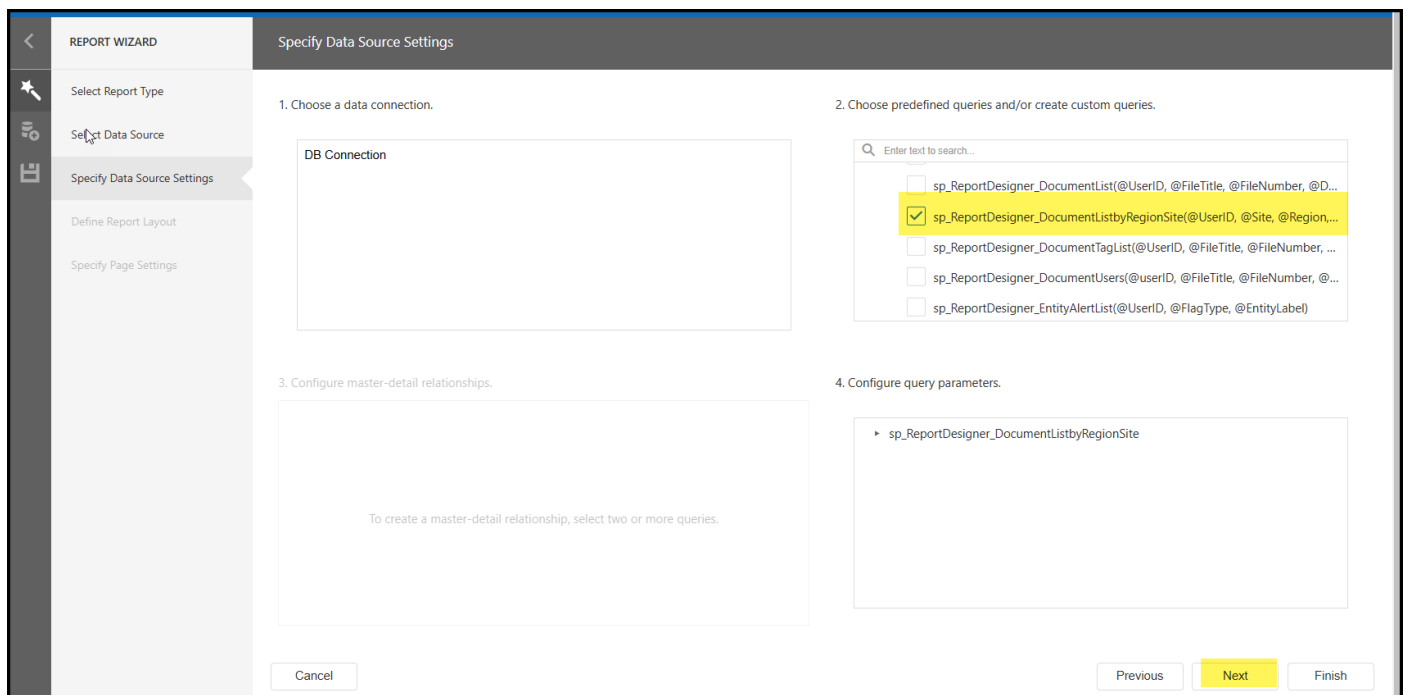 REPORT WIZARD
Specify Data Source Settings
Select Report Type
Select Data Source
Specify Data Source Settings
Define Report Layout
Specify Page Settings
1. Choose a data connection.
DB Connection
2. Choose predefined queries and/or create custom queries.
Enter text to search...
sp_ReportDesigner_DocumentList(@UserID, @FileTitle, @FileNumber, @D...
sp_ReportDesigner_DocumentListbyRegionSite(@UserID, @Site, @Region,...
sp_ReportDesigner_DocumentTagList(@UserID, @FileTitle, @FileNumber, ...
sp_ReportDesigner_DocumentUsers(@userID, @FileTitle, @FileNumber, @...
sp_ReportDesigner_EntityAlertList(@UserID, @FlagType, @EntityLabel)
3. Configure master-detail relationships.
To create a master-detail relationship, select two or more queries.
4. Configure query parameters.
sp_ReportDesigner_DocumentListbyRegionSite
Cancel
Previous
Next
Finish